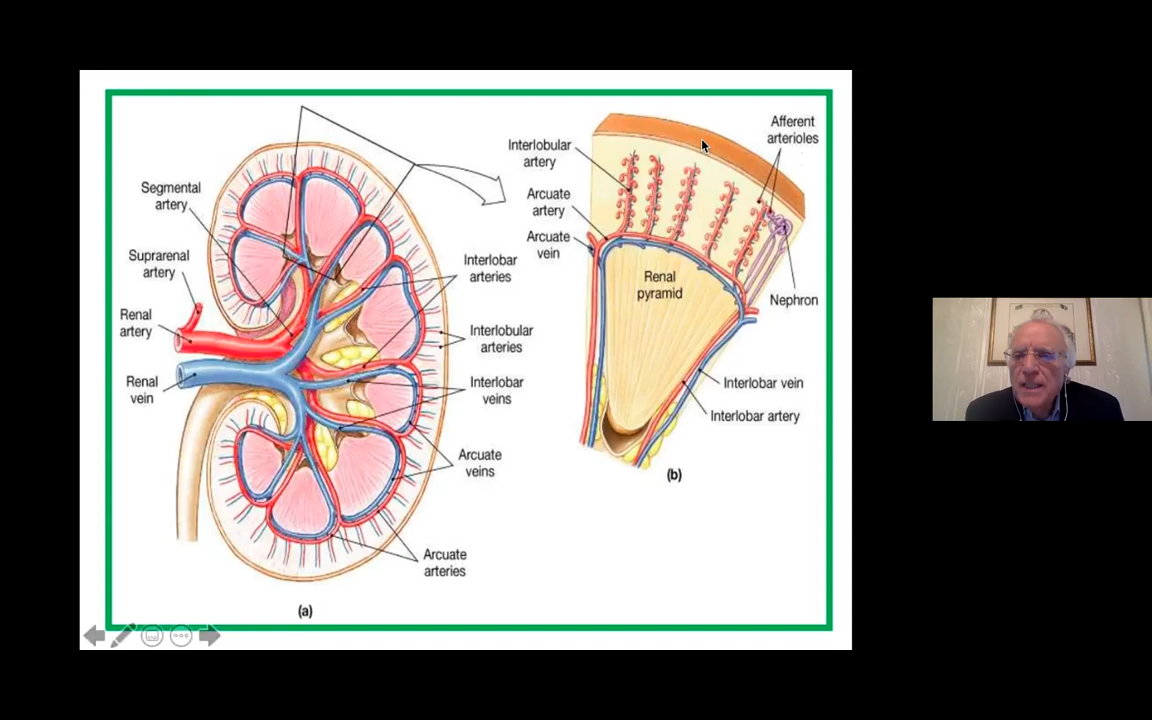 Segmental
artery
Suprarenal
artery
Renal
artery
Renal
vein
Interlobar
arteries
Interlobular
arteries
Interlobar
veins
Arcuate
veins
Arcuate
arteries
(a)
Interlobular
artery
Arcuate
artery
Arcuate
vein
Afferent
arterioles
Renal
pyramid
Nephron
Interlobar vein
Interlobar artery
(b)